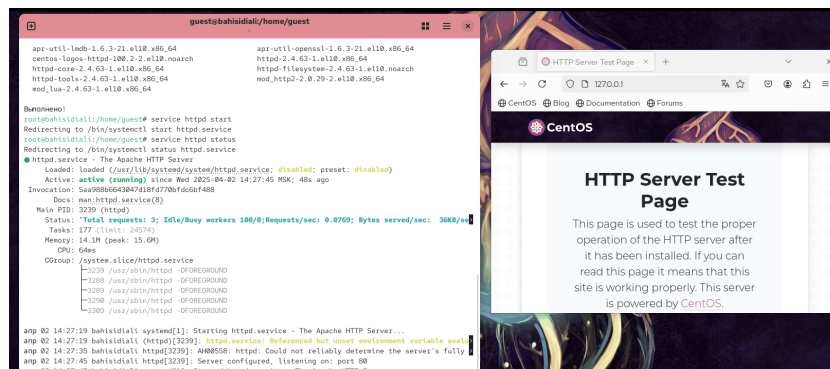 guest@bahisidiali:/home/guest
apr-util-lmdb-1.6.3-21.el10.x86_64 apr-util-openssl-1.6.3-21.el10.x86_64
centos-logos-httpd-100.2-2.el10.noarch httpd-2.4.63-1.el10.x86_64
httpd-core-2.4.63-1.el10.x86_64 httpd-filesystem-2.4.63-1.el10.noarch
httpd-tools-2.4.63-1.el10.x86_64 mod_http2-2.0.29-2.el10.x86_64
mod_lua-2.4.63-1.el10.x86_64
Выполнено!
root@bahisidiali:/home/guest# service httpd start
Redirecting to /bin/systemctl start httpd.service
root@bahisidiali:/home/guest# service httpd status
Redirecting to /bin/systemctl status httpd.service
● httpd.service - The Apache HTTP Server
Loaded: loaded (/usr/lib/systemd/system/httpd.service; disabled; preset: disabled)
Active: active (running) since Wed 2025-04-02 14:27:45 MSK; 48s ago
Invocation: 5aa988b6643047d18fd770bfdc6bf488
Docs: man:httpd.service(8)
Main PID: 3239 (httpd)
Status: "Total requests: 3; Idle/Busy workers 100/0;Requests/sec: 0.0769; Bytes served/sec: 36KB/se
Tasks: 177 (limit: 24574)
Memory: 14.1M (peak: 15.6M)
CPU: 64ms
CGroup: /system.slice/httpd.service
├─3239 /usr/sbin/httpd -DFOREGROUND
├─3288 /usr/sbin/httpd -DFOREGROUND
├─3289 /usr/sbin/httpd -DFOREGROUND
├─3290 /usr/sbin/httpd -DFOREGROUND
└─3309 /usr/sbin/httpd -DFOREGROUND
апр 02 14:27:19 bahisidiali systemd[1]: Starting httpd.service - The Apache HTTP Server...
апр 02 14:27:19 bahisidiali (httpd)[3239]: httpd.service: Referenced but unset environment variable evalu
апр 02 14:27:35 bahisidiali httpd[3239]: AH00558: httpd: Could not reliably determine the server's fully
апр 02 14:27:45 bahisidiali httpd[3239]: Server configured, listening on: port 80
HTTP Server Test Page
127.0.0.1
CentOS Blog Documentation Forums
CentOS
HTTP Server Test
Page
This page is used to test the proper
operation of the HTTP server after
it has been installed. If you can
read this page it means that this
site is working properly. This server
is powered by CentOS.